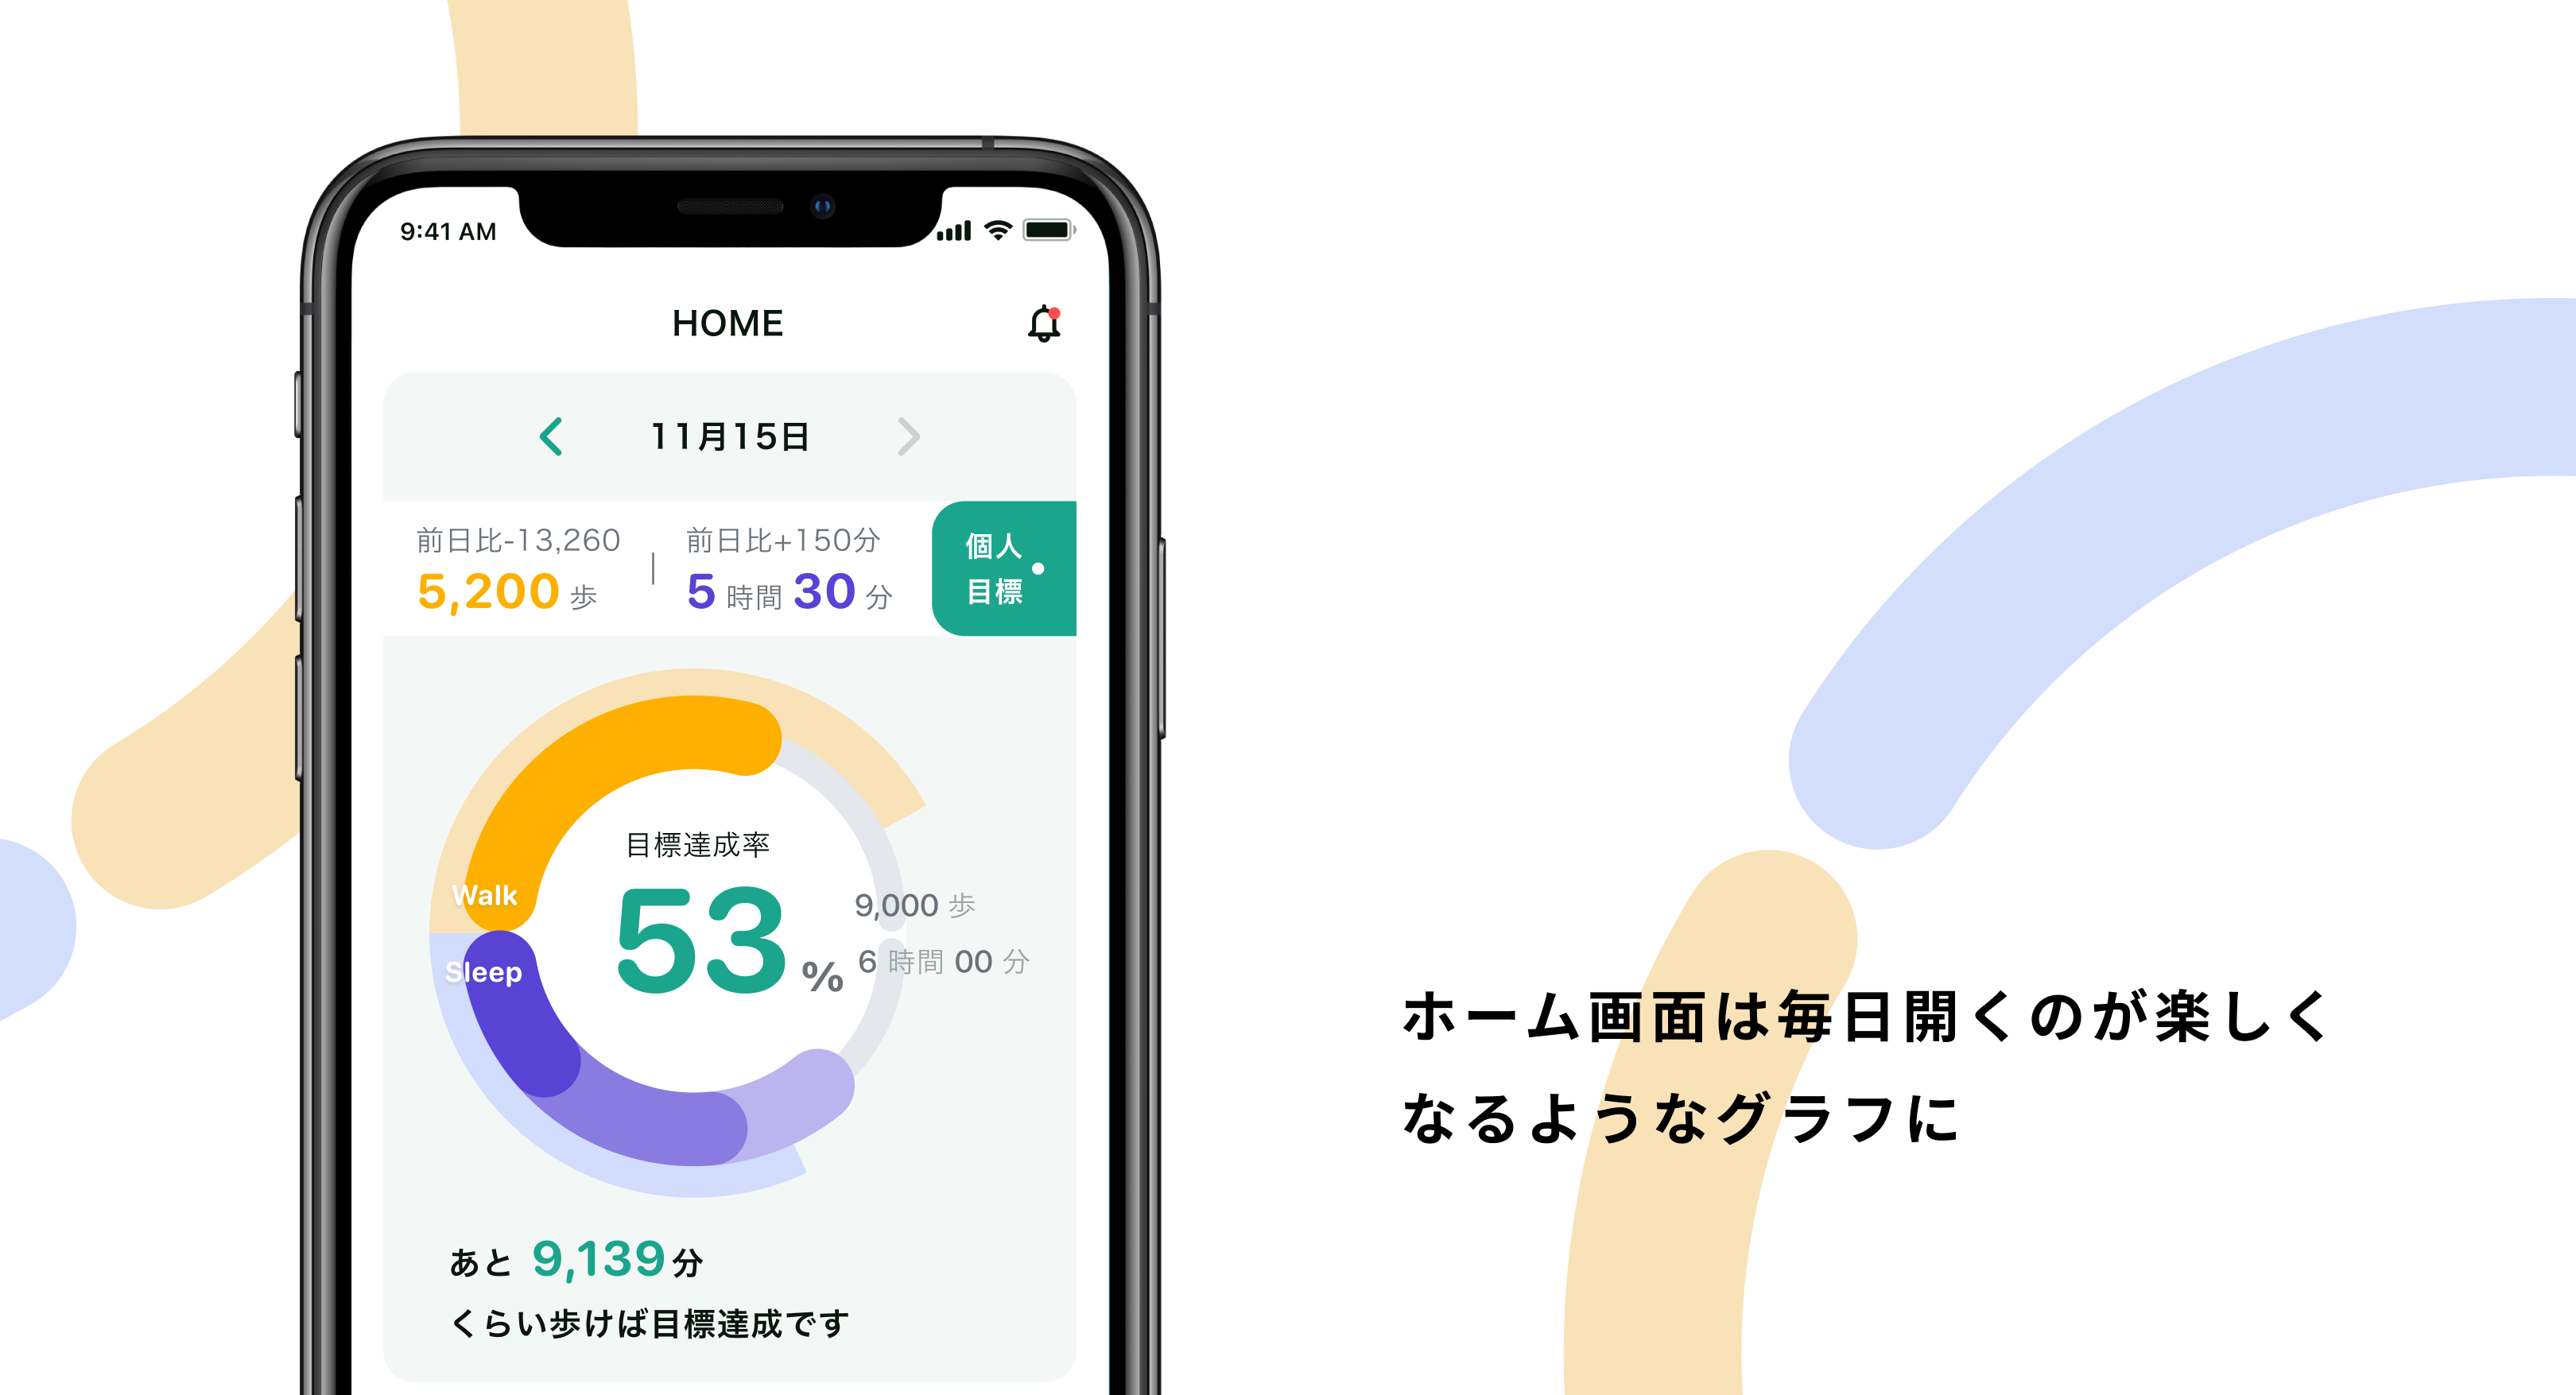 9:41 AM
HOME
11月15日
前日比-13,260
5,200 歩
前日比+150分
5 時間 30 分
個人
目標
目標達成率
53 %
Walk
Sleep
9,000 歩
6 時間 00 分
あと 9,139 分
くらい歩けば目標達成です
ホーム画面は毎日開くのが楽しく
なるようなグラフに